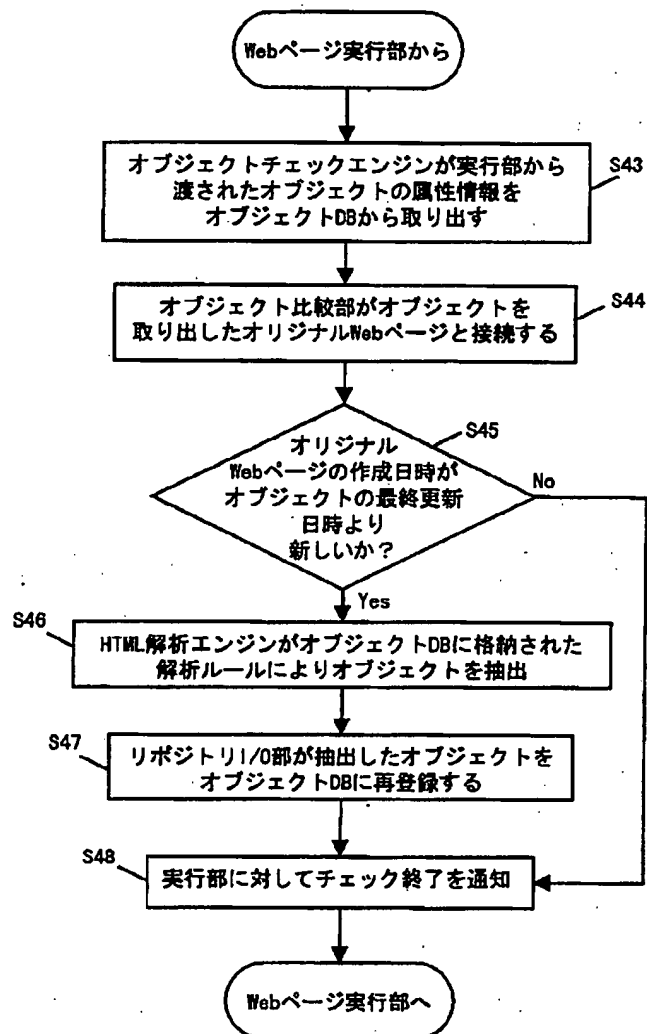 Webページ実行部から
オブジェクトチェックエンジンが実行部から
渡されたオブジェクトの属性情報を
オブジェクトDBから取り出す
S43
オブジェクト比較部がオブジェクトを
取り出したオリジナルWebページと接続する
S44
オリジナル
Webページの作成日時が
オブジェクトの最終更新
日時より
新しいか？
S45
No
Yes
S46
HTML解析エンジンがオブジェクトDBに格納された
解析ルールによりオブジェクトを抽出
S47
リポジトリI/O部が抽出したオブジェクトを
オブジェクトDBに再登録する
S48
実行部に対してチェック終了を通知
Webページ実行部へ